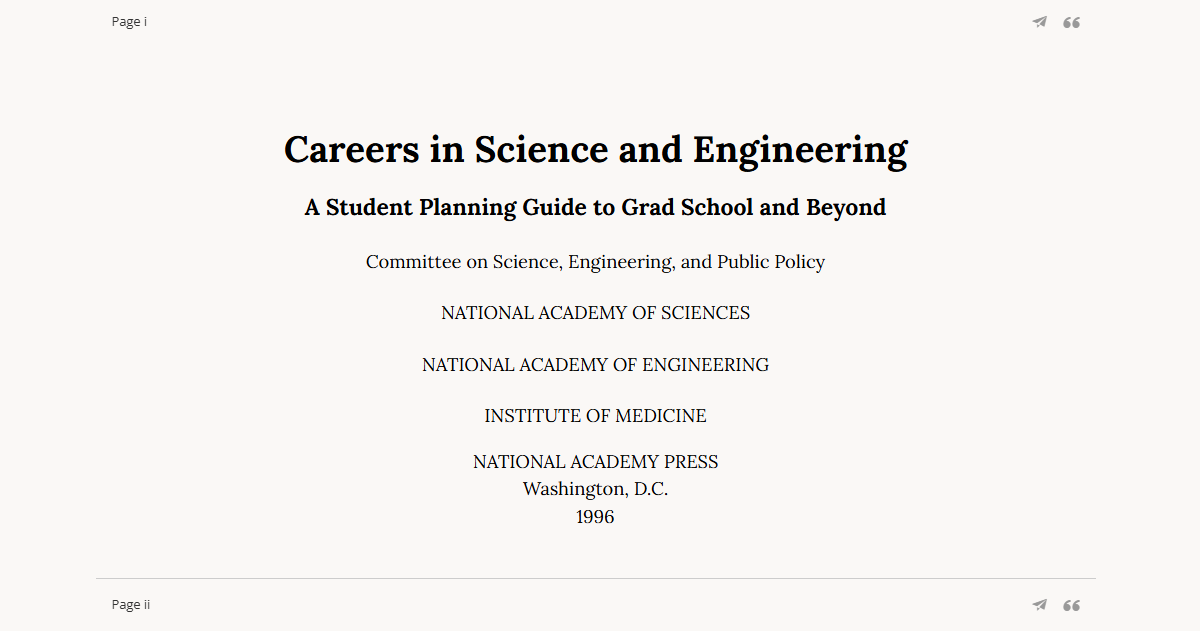 Page i
Careers in Science and Engineering
A Student Planning Guide to Grad School and Beyond
Committee on Science, Engineering, and Public Policy
NATIONAL ACADEMY OF SCIENCES
NATIONAL ACADEMY OF ENGINEERING
INSTITUTE OF MEDICINE
NATIONAL ACADEMY PRESS
Washington, D.C.
1996
Page ii